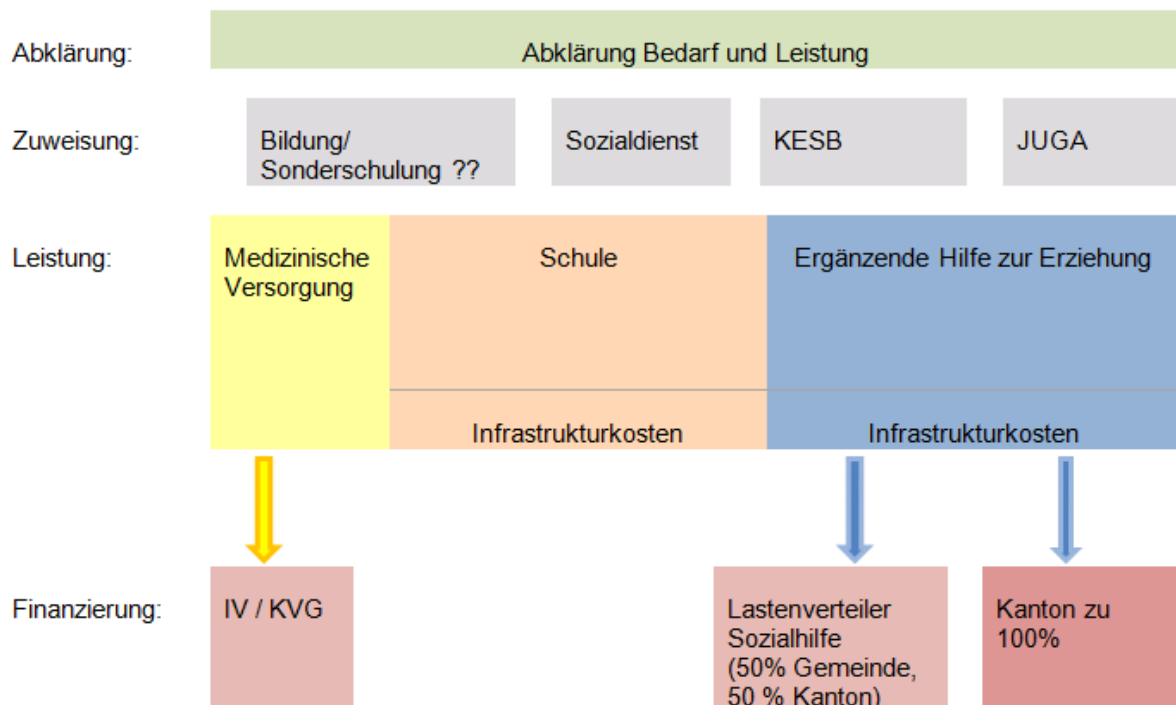 Abklärung:
Abklärung Bedarf und Leistung
Zuweisung:
Bildung/
Sonderschulung ??
Sozialdienst
KESB
JUGA
Leistung:
Medizinische
Versorgung
Schule
Ergänzende Hilfe zur Erziehung
Infrastrukturkosten
Infrastrukturkosten
Finanzierung:
IV / KVG
Lastenverteiler
Sozialhilfe
(50% Gemeinde,
50 % Kanton)
Kanton zu
100%